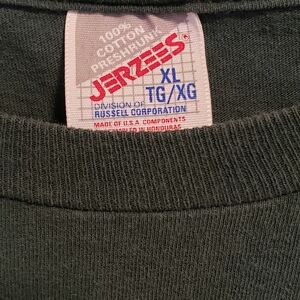 100%
COTTON
PRESHRUNK
JERZEES
XL
TG/XG
DIVISION OF
RUSSELL CORPORATION
MADE OF U.S.A. COMPONENTS
IN HONDURAS